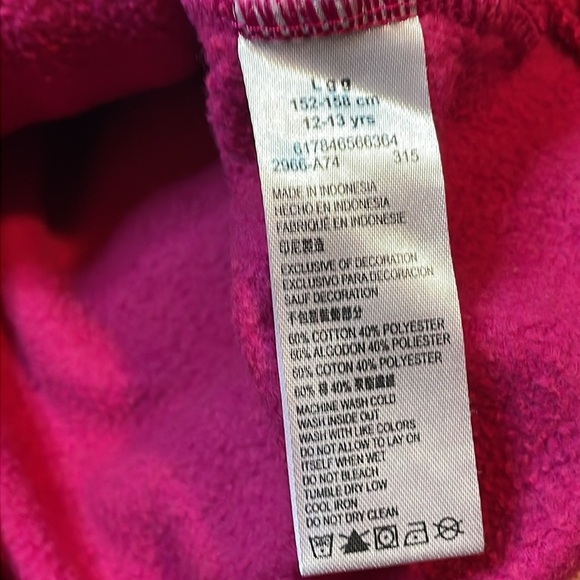 L g g
152-158 cm
12-13 yrs
617846566364
2966-A74 315
MADE IN INDONESIA
HECHO EN INDONESIA
FABRIQUÉ EN INDONESIE
印尼製造
EXCLUSIVE OF DECORATION
EXCLUSIVO PARA DECORACION
SAUF DECORATION
不包括裝飾部分
60% COTTON 40% POLYESTER
60% ALGODON 40% POLIESTER
60% COTON 40% POLYESTER
60% 棉 40% 聚酯纖維
MACHINE WASH COLD
WASH INSIDE OUT
WASH WITH LIKE COLORS
DO NOT ALLOW TO LAY ON
ITSELF WHEN WET
DO NOT BLEACH
TUMBLE DRY LOW
COOL IRON
DO NOT DRY CLEAN